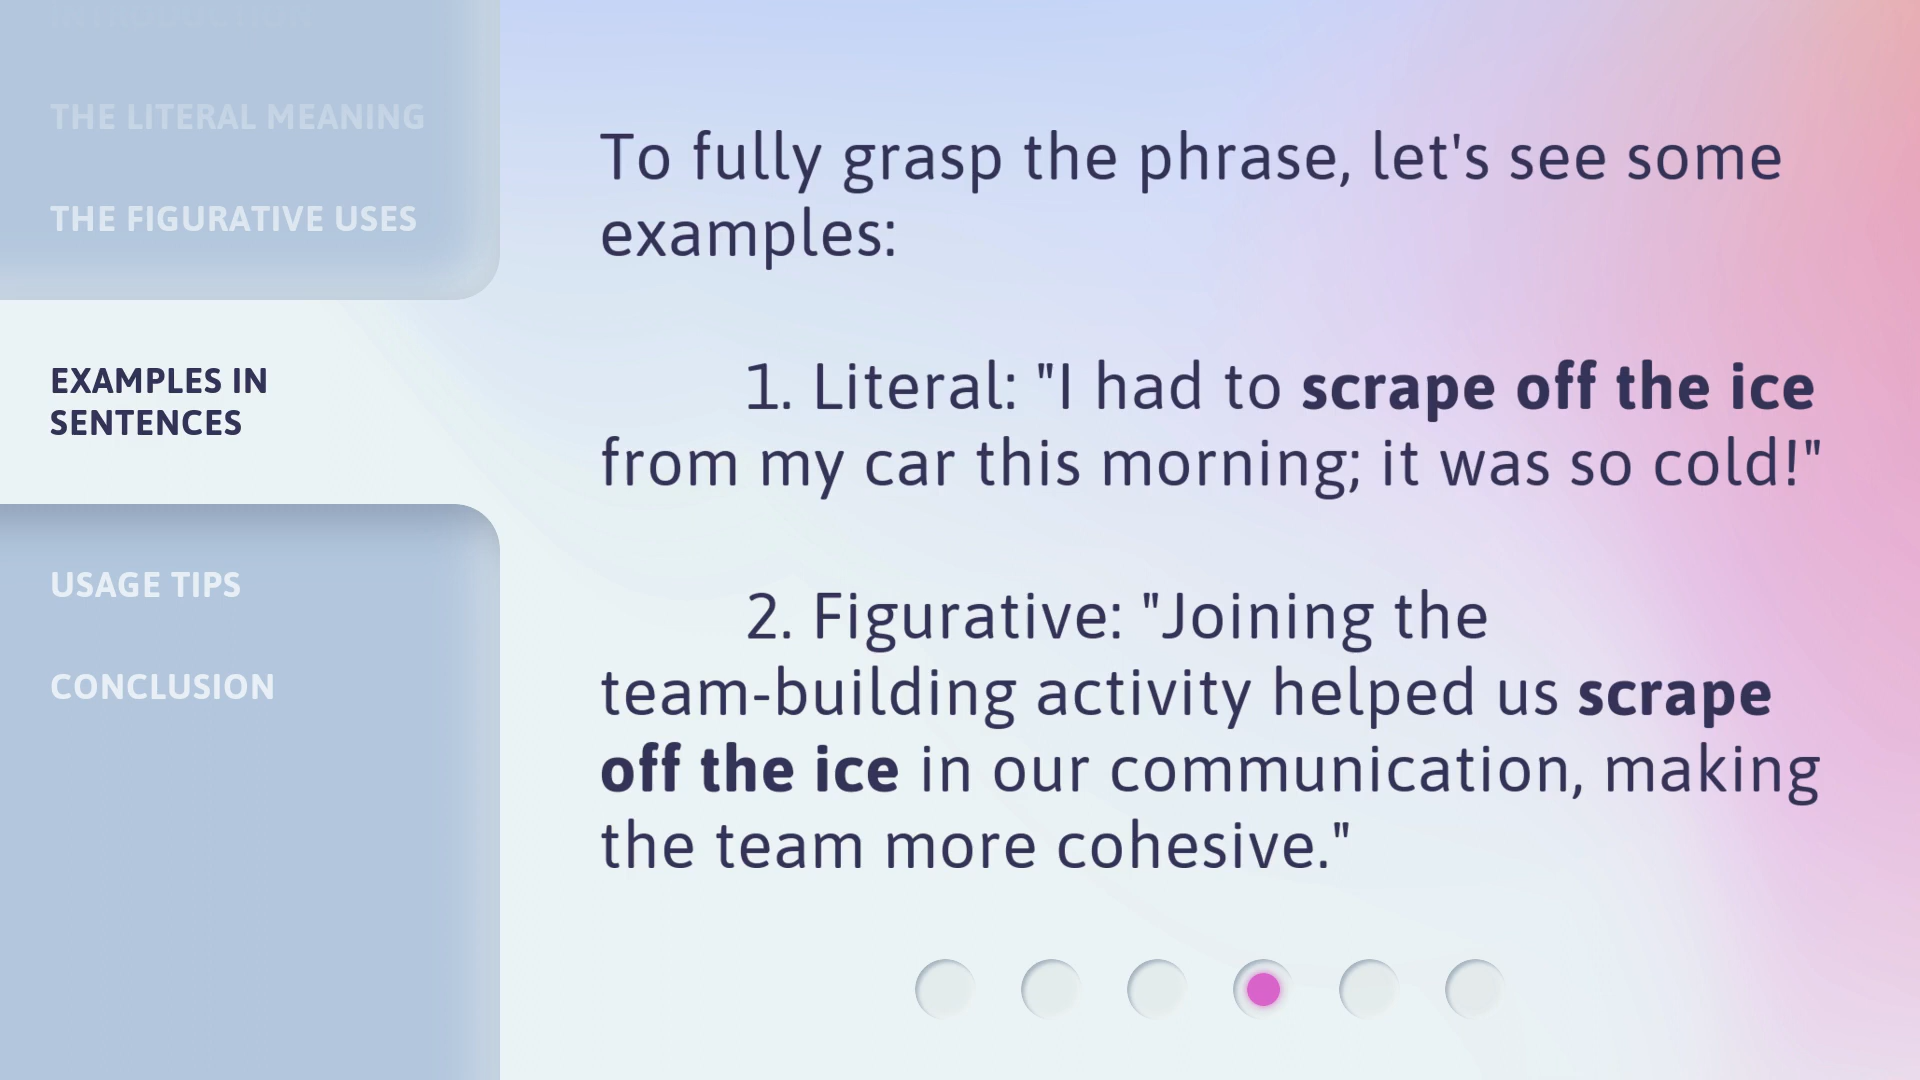 INTRODUCTION
THE LITERAL MEANING
THE FIGURATIVE USES
EXAMPLES IN
SENTENCES
USAGE TIPS
CONCLUSION
To fully grasp the phrase, let's see some
examples:
1. Literal: "I had to scrape off the ice
from my car this morning; it was so cold!"
2. Figurative: "Joining the
team-building activity helped us scrape
off the ice in our communication, making
the team more cohesive."